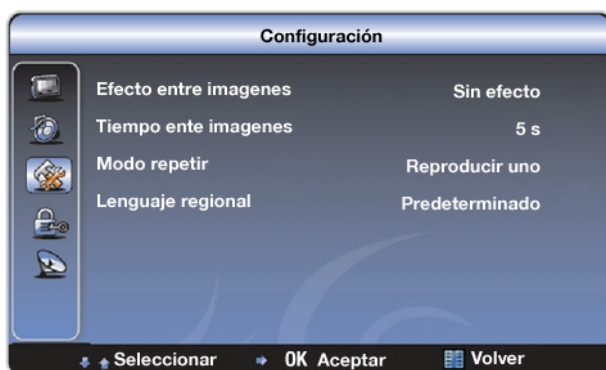 Configuración
Efecto entre imagenes Sin efecto
Tiempo ente imagenes 5 s
Modo repetir Reproducir uno
Lenguaje regional Predeterminado
Seleccionar OK Aceptar Volver